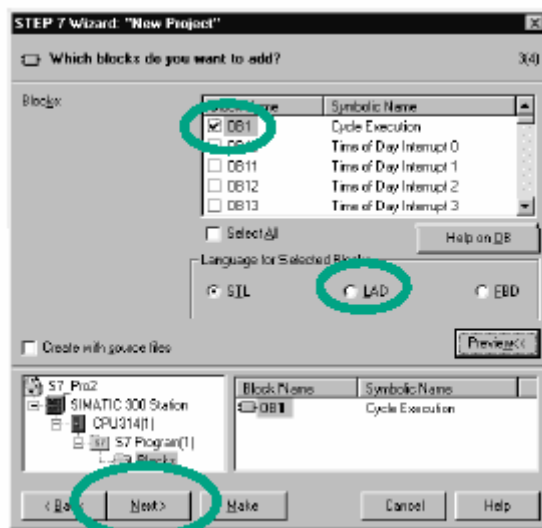 STEP 7 Wizard: "New Project"
Which blocks do you want to add? 3(4)
Blocks: Block Name Symbolic Name
OB1 Cycle Execution
Time of Day Interrupt 0
OB11 Time of Day Interrupt 1
OB12 Time of Day Interrupt 2
OB13 Time of Day Interrupt 3
Select All
Help on OB
Language for Selected Blocks
STL LAD FBD
Create with source files
Preview<<
S7_Pro2
SIMATIC 300 Station
CPU314(1)
S7 Program(1)
Blocks
Block Name Symbolic Name
OB1 Cycle Execution
Next> Make Cancel Help